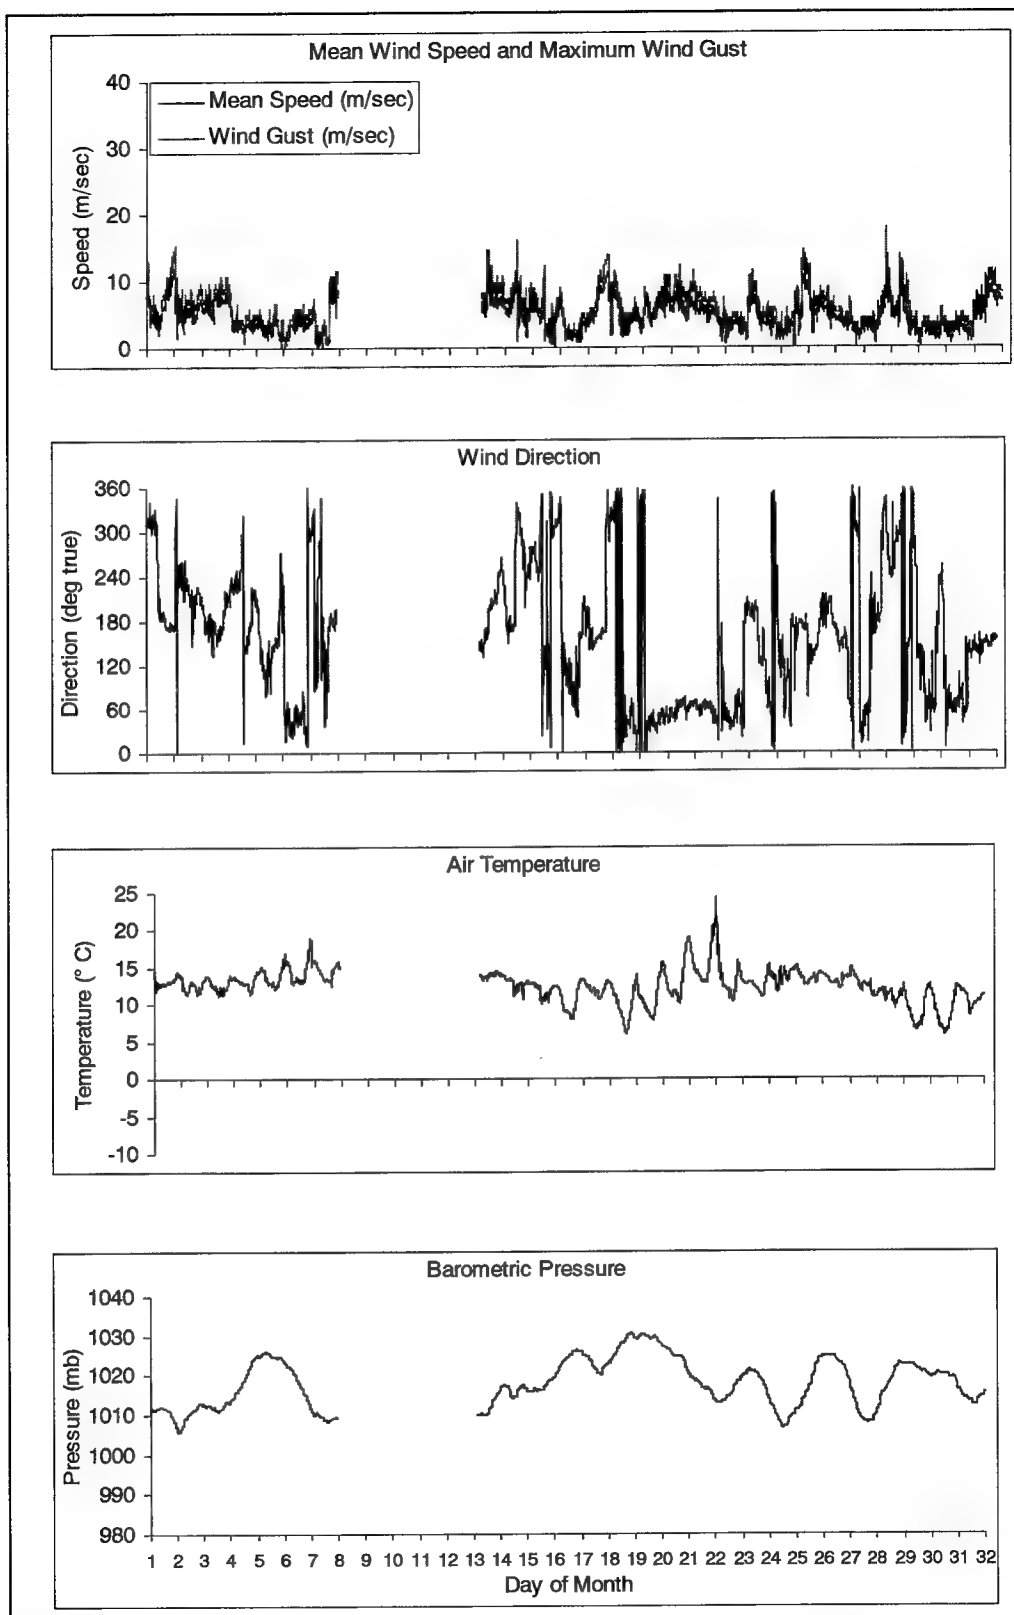 Mean Wind Speed and Maximum Wind Gust
Speed (m/sec)
40
30
20
10
0
Mean Speed (m/sec)
Wind Gust (m/sec)
Wind Direction
Direction (deg true)
360
300
240
180
120
60
0
Air Temperature
Temperature (° C)
25
20
15
10
5
0
-5
-10
Barometric Pressure
Pressure (mb)
1040
1030
1020
1010
1000
990
980
1 2 3 4 5 6 7 8 9 10 11 12 13 14 15 16 17 18 19 20 21 22 23 24 25 26 27 28 29 30 31 32
Day of Month